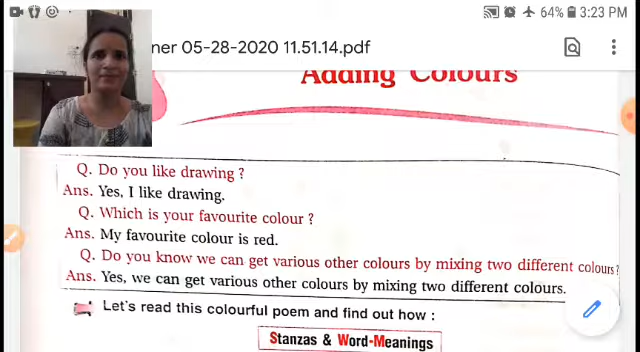 64% 3:23 PM
ner 05-28-2020 11.51.14.pdf
Adding Colours
Q. Do you like drawing ?
Ans. Yes, I like drawing.
Q. Which is your favourite colour ?
Ans. My favourite colour is red.
Q. Do you know we can get various other colours by mixing two different colours?
Ans. Yes, we can get various other colours by mixing two different colours.
Let's read this colourful poem and find out how :
Stanzas & Word-Meanings